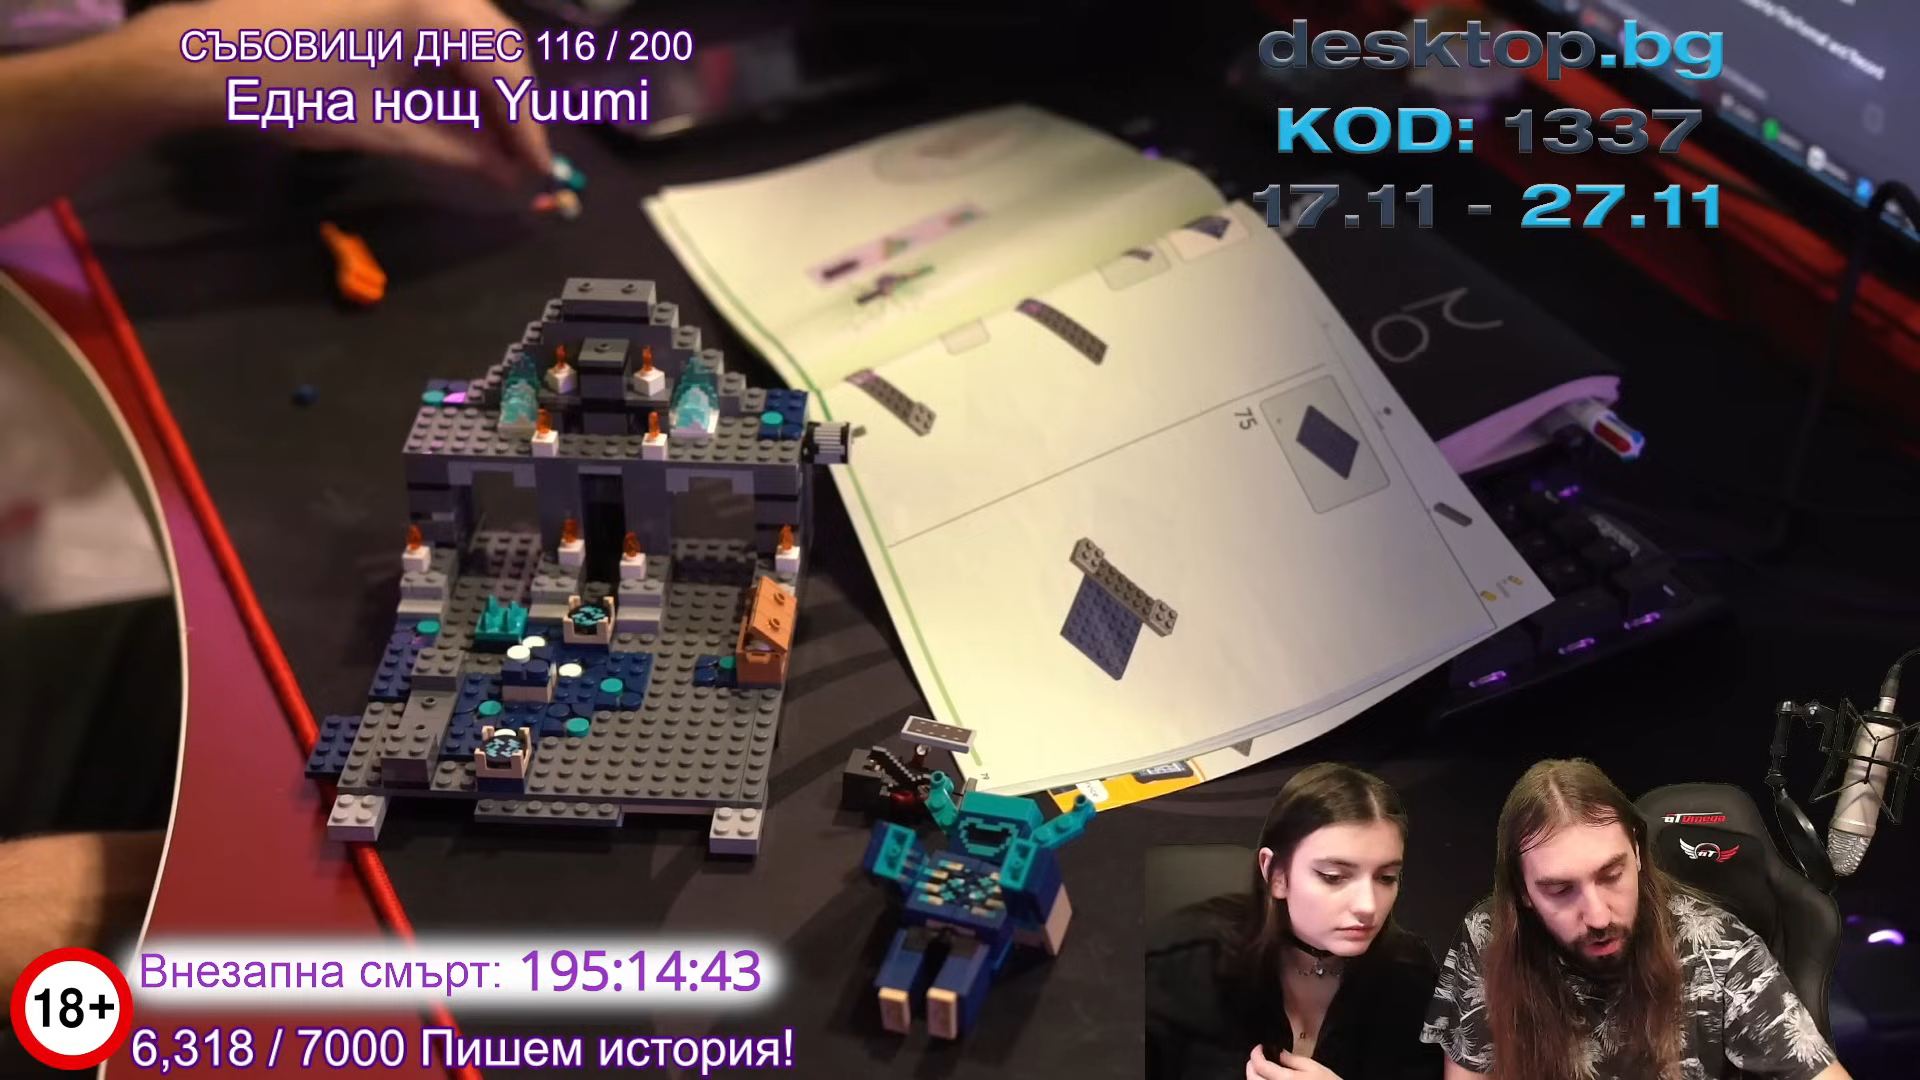 СЪБОВИЦИ ДНЕС 116 / 200
Една нощ Yuumi
desktop.bg
KOD: 1337
17.11 - 27.11
75
18+
Внезапна смърт: 195:14:43
6,318 / 7000 Пишем история!